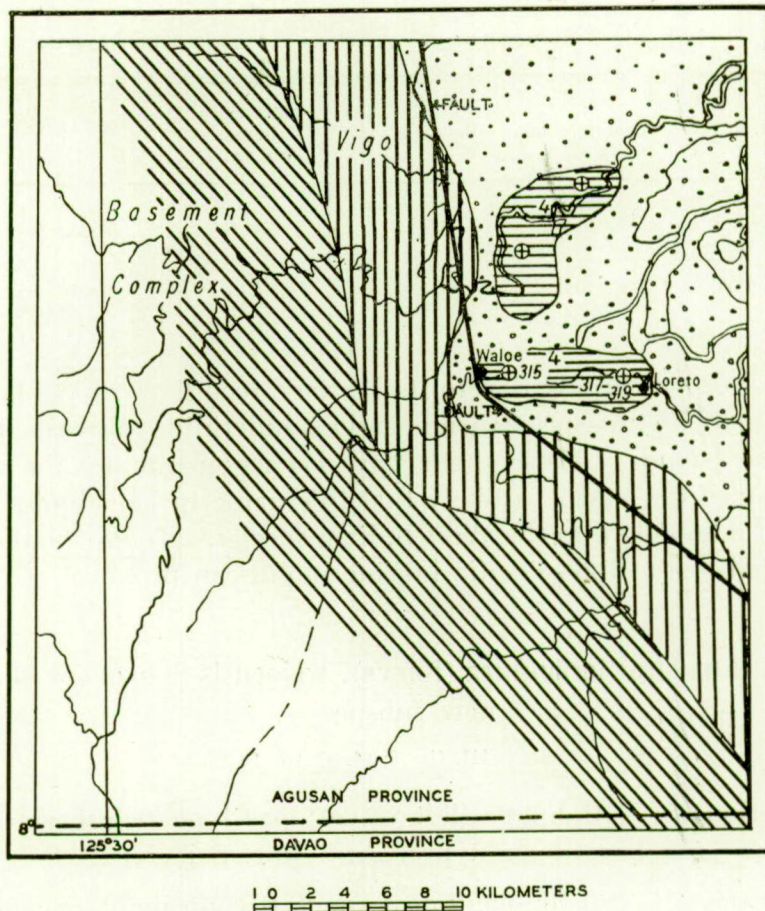 FAULT
Vigo
4
Basement
Complex
2
Waloe
4
315
317
319
Loreto
FAULT
AGUSAN PROVINCE
8°
125°30'
DAVAO PROVINCE
1 0 2 4 6 8 10 KILOMETERS